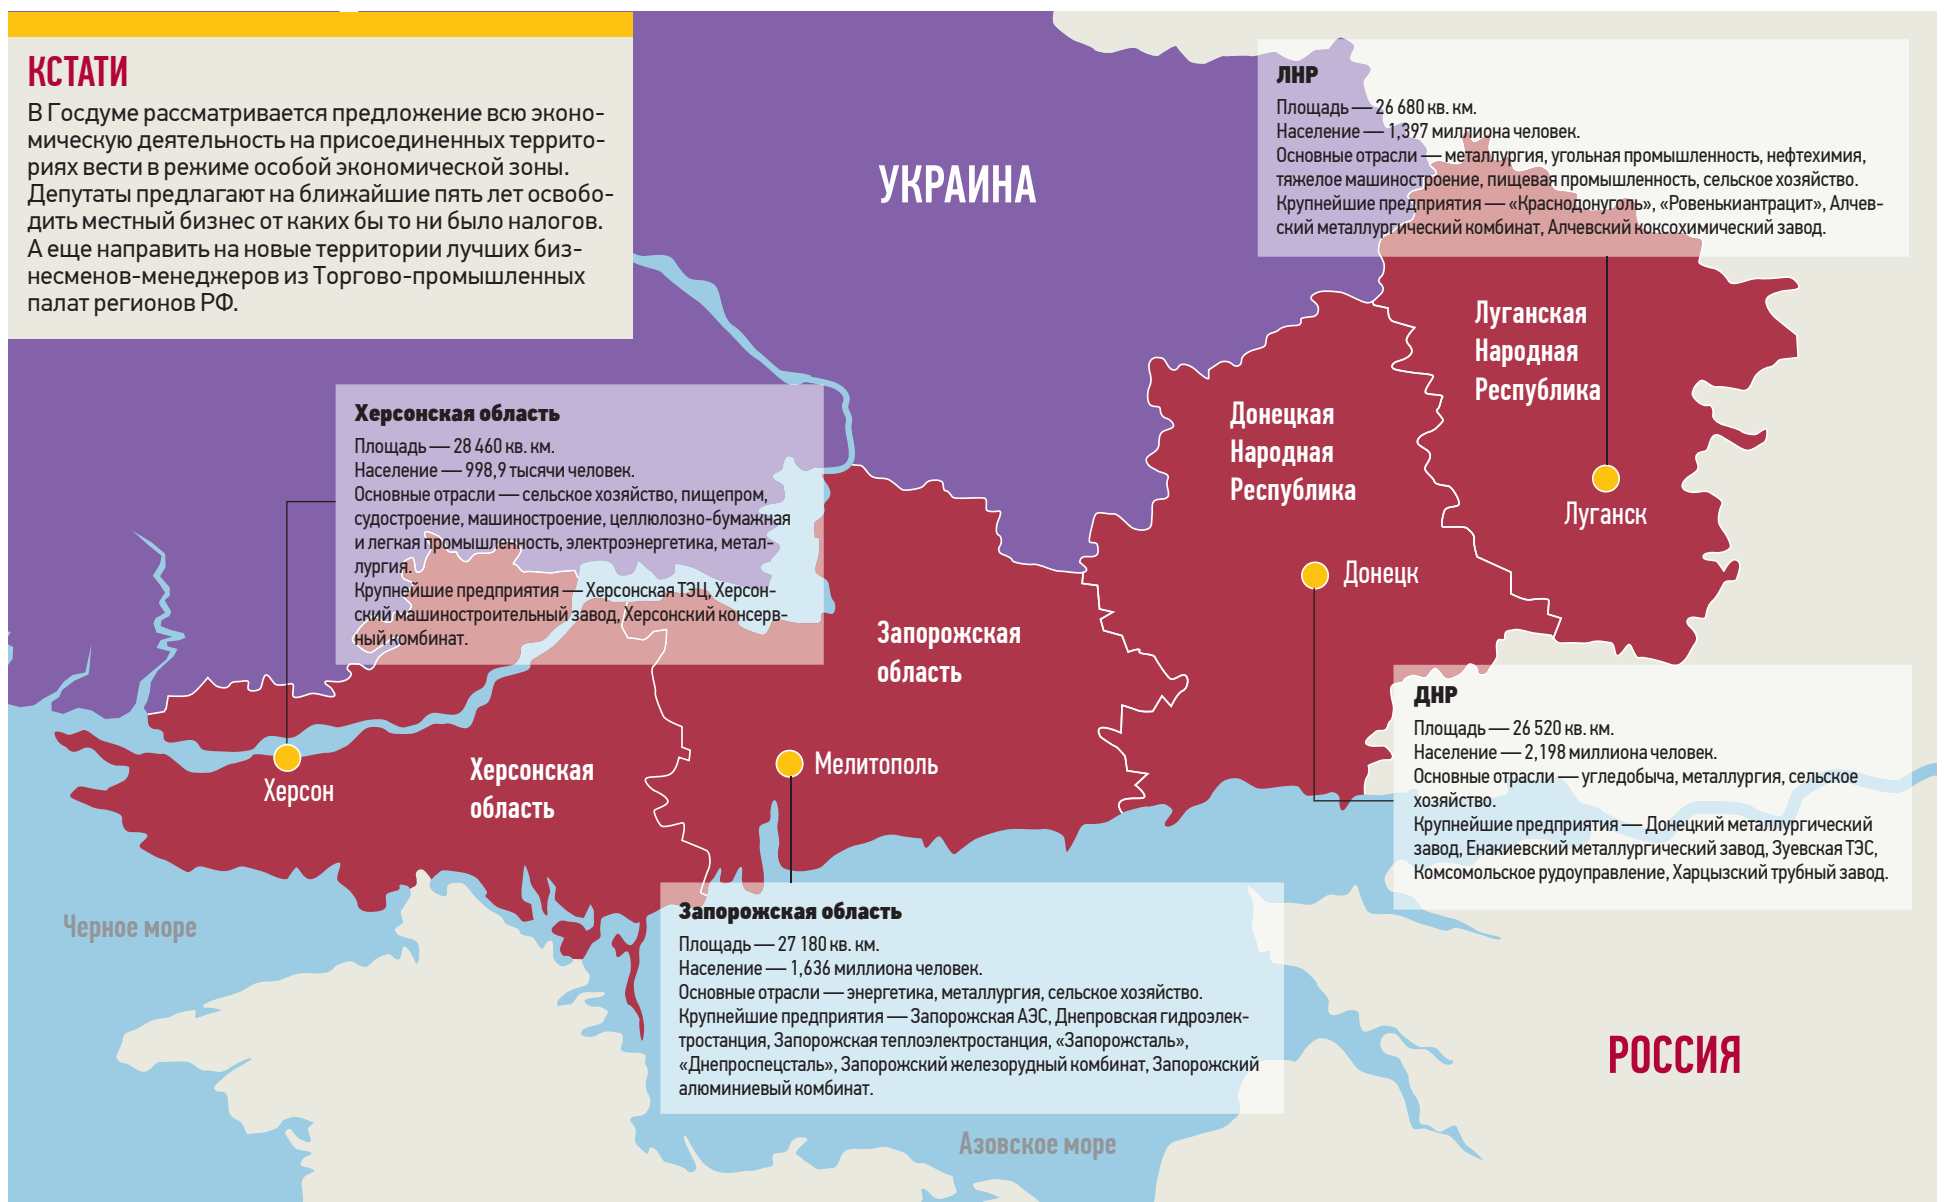 КСТАТИ
В Госдуме рассматривается предложение всю эконо-
мическую деятельность на присоединенных террито-
риях вести в режиме особой экономической зоны.
Депутаты предлагают на ближайшие пять лет освобо-
дить местный бизнес от каких бы то ни было налогов.
А еще направить на новые территории лучших биз-
несменов-менеджеров из Торгово-промышленных
палат регионов РФ.
УКРАИНА
ЛНР
Площадь — 26 680 кв. км.
Население — 1,397 миллиона человек.
Основные отрасли — металлургия, угольная промышленность, нефтехимия,
тяжелое машиностроение, пищевая промышленность, сельское хозяйство.
Крупнейшие предприятия — «Краснодонуголь», «Ровенькиантрацит», Алчев-
ский металлургический комбинат, Алчевский коксохимический завод.
Луганская
Народная
Республика
Луганск
Донецкая
Народная
Республика
Донецк
Херсонская область
Площадь — 28 460 кв. км.
Население — 998,9 тысячи человек.
Основные отрасли — сельское хозяйство, пищепром,
судостроение, машиностроение, целлюлозно-бумажная
и легкая промышленность, электроэнергетика, метал-
лургия.
Крупнейшие предприятия — Херсонская ТЭЦ, Херсон-
ский машиностроительный завод, Херсонский консерв-
ный комбинат.
Запорожская
область
Мелитополь
Херсонская
область
Херсон
ДНР
Площадь — 26 520 кв. км.
Население — 2,198 миллиона человек.
Основные отрасли — угледобыча, металлургия, сельское
хозяйство.
Крупнейшие предприятия — Донецкий металлургический
завод, Енакиевский металлургический завод, Зуевская ТЭС,
Комсомольское рудоуправление, Харцызский трубный завод.
Черное море
Запорожская область
Площадь — 27 180 кв. км.
Население — 1,636 миллиона человек.
Основные отрасли — энергетика, металлургия, сельское хозяйство.
Крупнейшие предприятия — Запорожская АЭС, Днепровская гидроэлек-
тростанция, Запорожская теплоэлектростанция, «Запорожсталь»,
«Днепроспецсталь», Запорожский железорудный комбинат, Запорожский
алюминиевый комбинат.
РОССИЯ
Азовское море